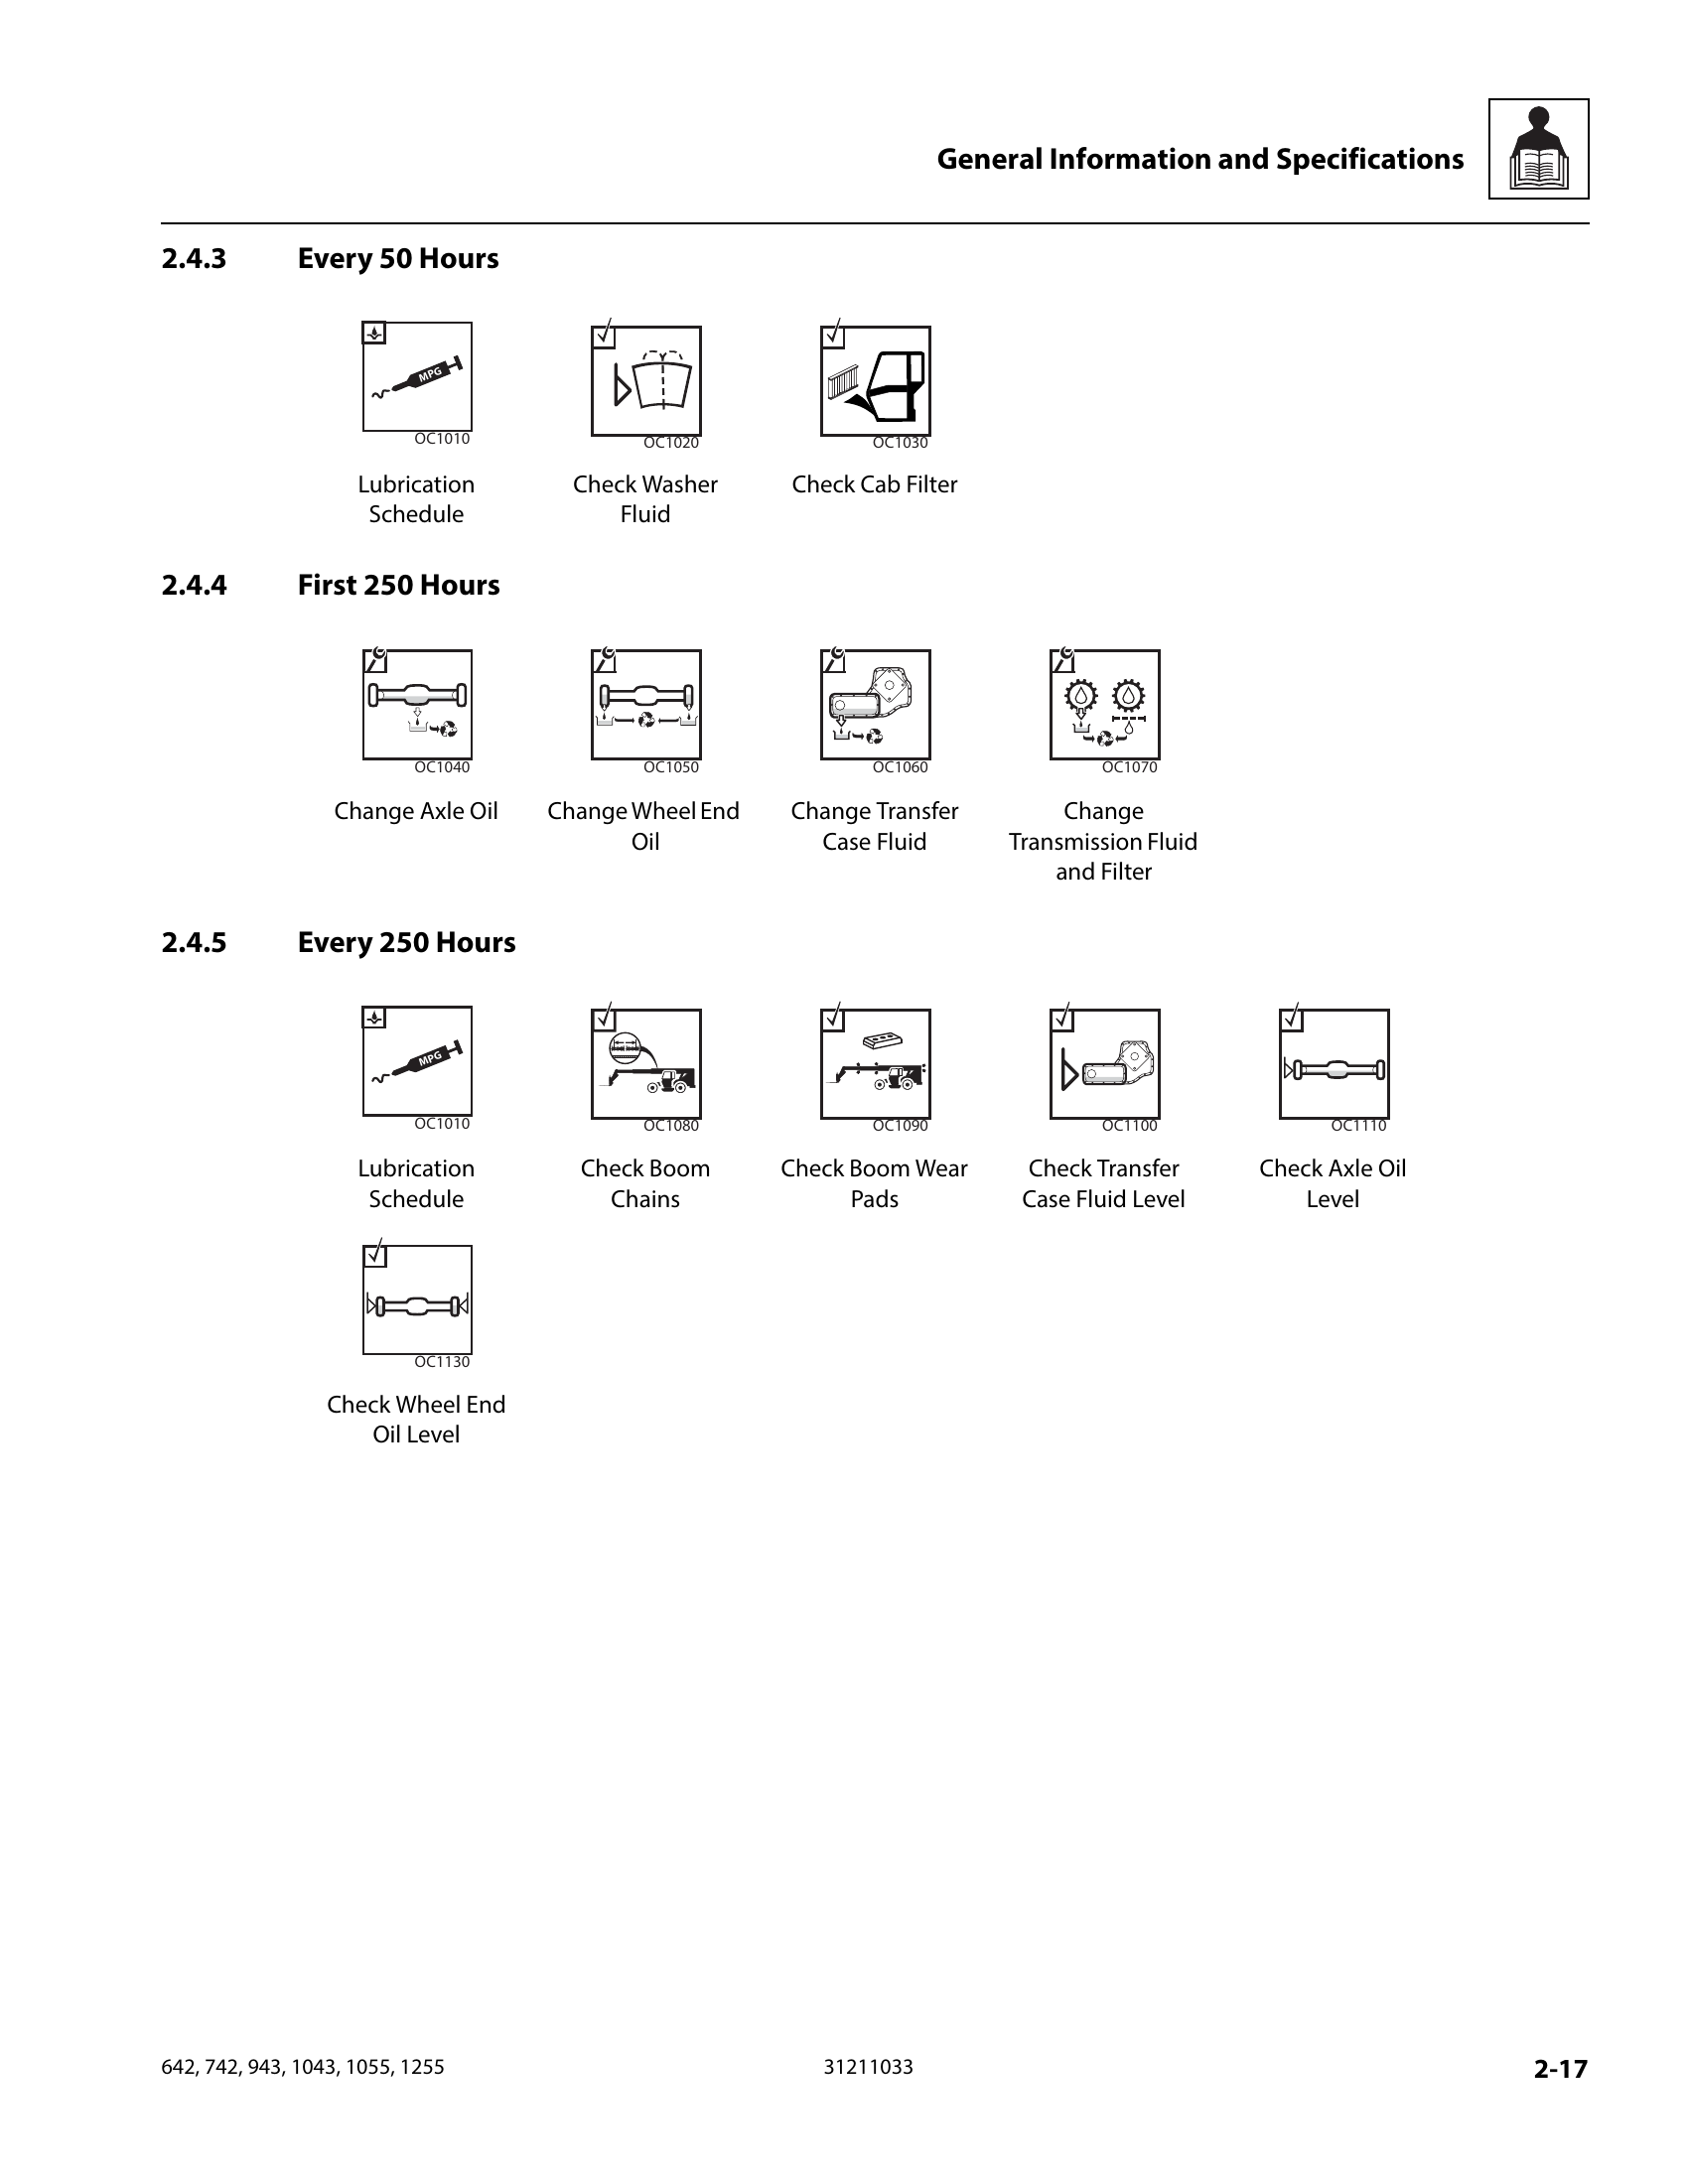 General Information and Specifications
2.4.3 Every 50 Hours
MPG
OC1010 OC1020 OC1030
Lubrication Schedule
Check Washer Fluid
Check Cab Filter
2.4.4 First 250 Hours
OC1040 OC1050 OC1060 OC1070
Change Axle Oil
Change Wheel End Oil
Change Transfer Case Fluid
Change Transmission Fluid and Filter
2.4.5 Every 250 Hours
MPG
OC1010 OC1080 OC1090 OC1100 OC1110
Lubrication Schedule
Check Boom Chains
Check Boom Wear Pads
Check Transfer Case Fluid Level
Check Axle Oil Level
OC1130
Check Wheel End
Oil Level
642, 742, 943, 1043, 1055, 1255 31211033 2-17